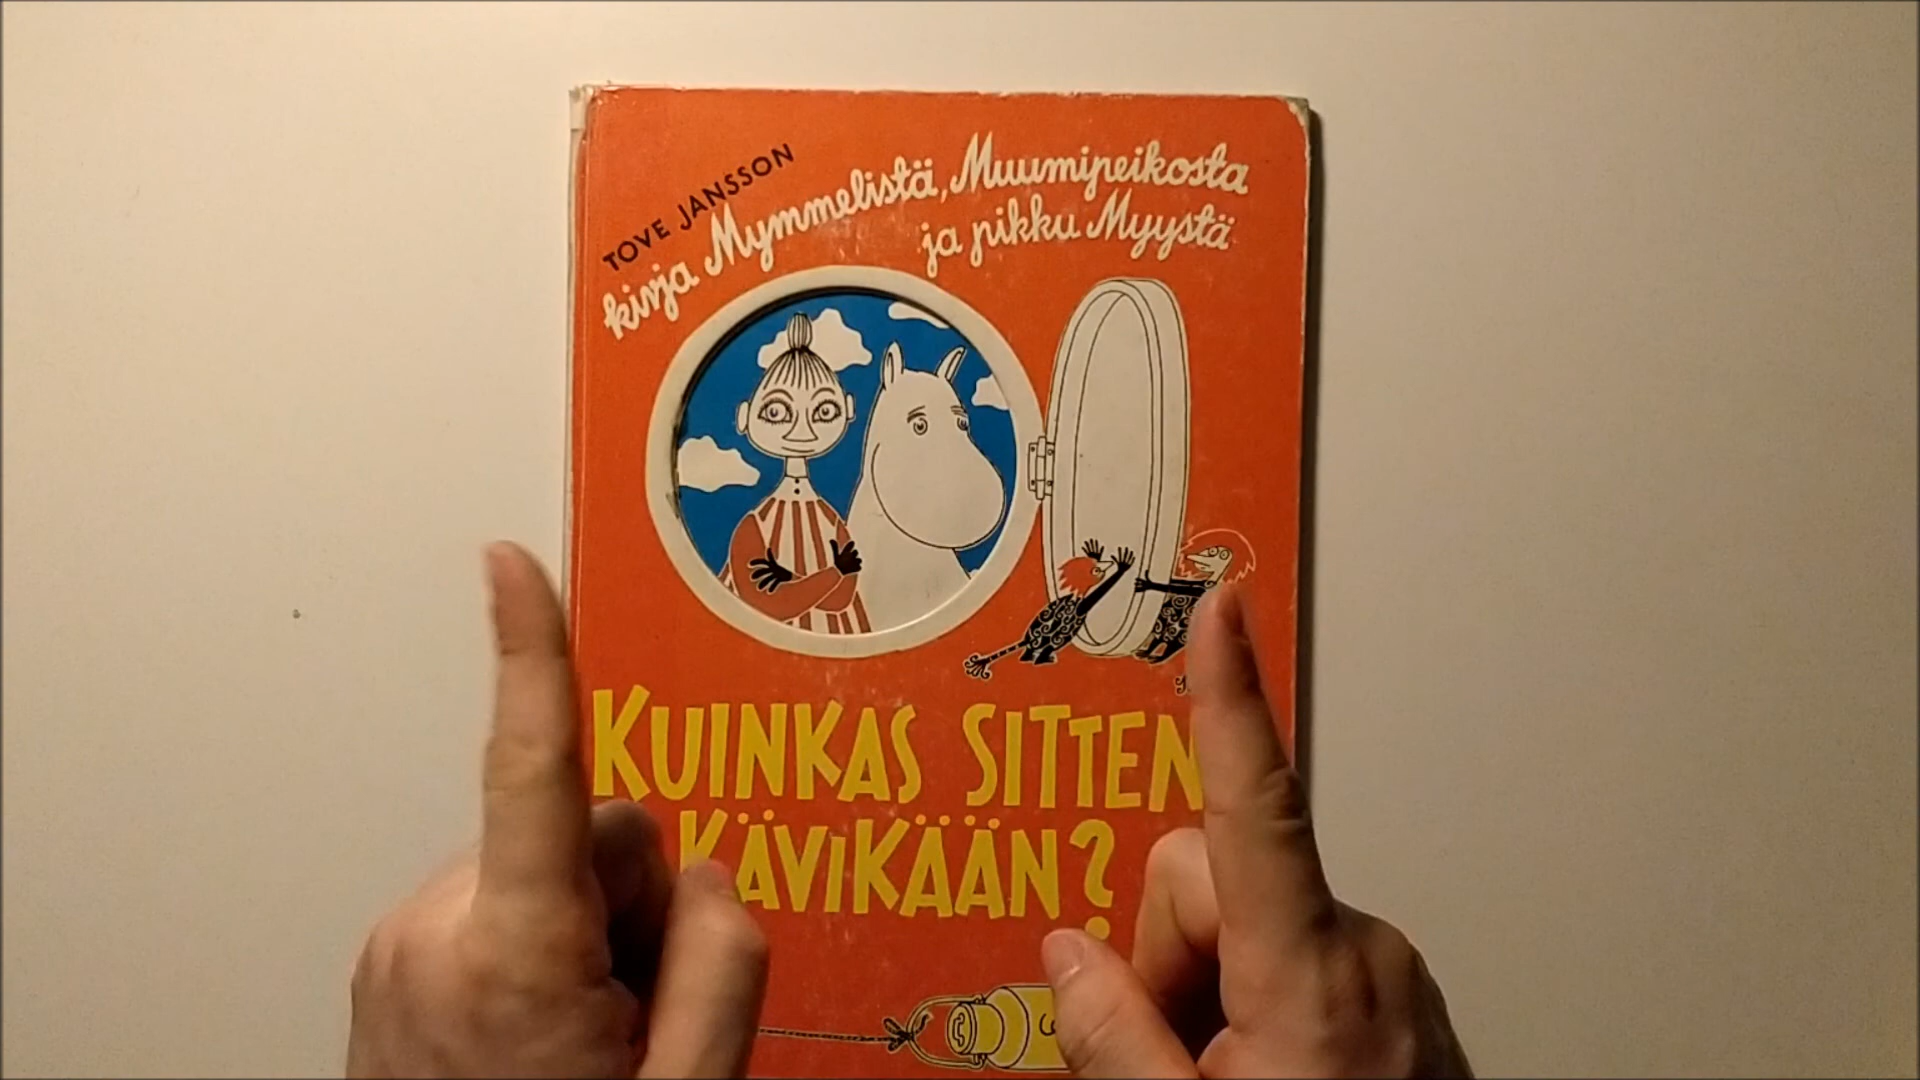 TOVE JANSSON
kirja Mymmelistä, Muumipeikosta
ja pikku Myystä
KUINKAS SITTEN
KÄVIKÄÄN?